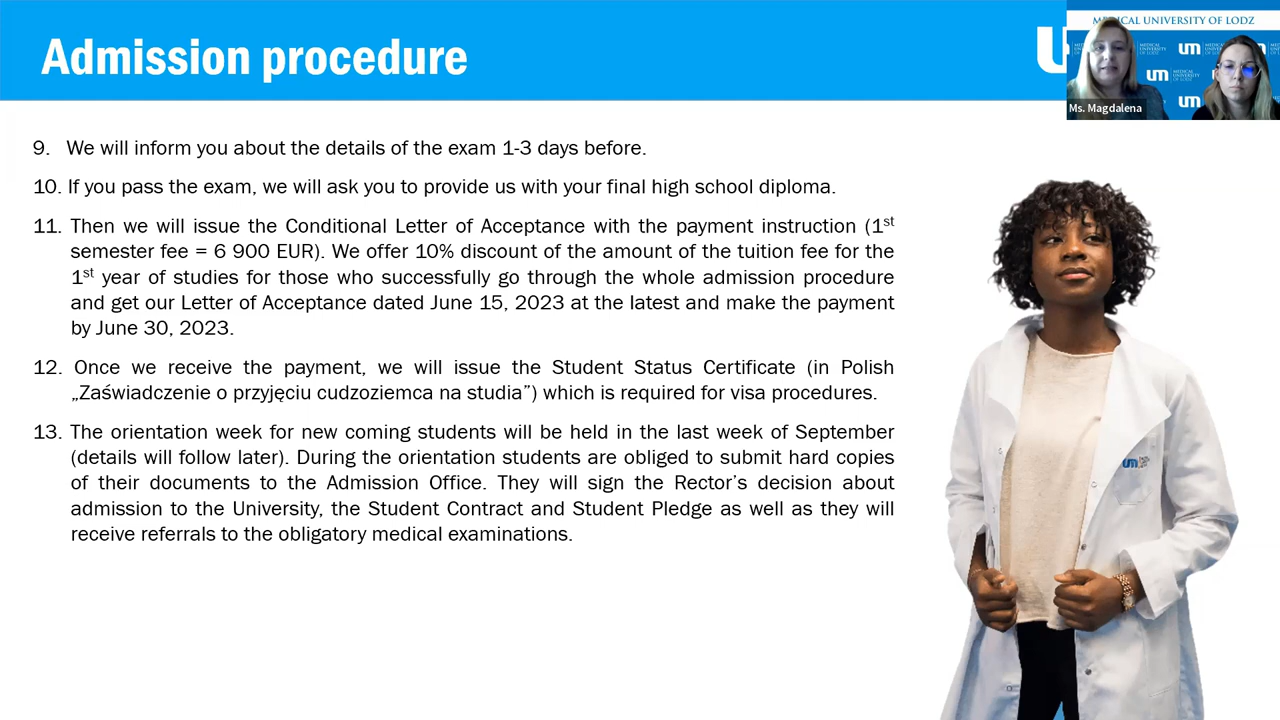 Admission procedure
MEDICAL UNIVERSITY OF LODZ
um
um
um
um
Ms. Magdalena
9. We will inform you about the details of the exam 1-3 days before.
10. If you pass the exam, we will ask you to provide us with your final high school diploma.
11. Then we will issue the Conditional Letter of Acceptance with the payment instruction (1st
semester fee = 6 900 EUR). We offer 10% discount of the amount of the tuition fee for the
1st year of studies for those who successfully go through the whole admission procedure
and get our Letter of Acceptance dated June 15, 2023 at the latest and make the payment
by June 30, 2023.
12. Once we receive the payment, we will issue the Student Status Certificate (in Polish
„Zaświadczenie o przyjęciu cudzoziemca na studia”) which is required for visa procedures.
13. The orientation week for new coming students will be held in the last week of September
(details will follow later). During the orientation students are obliged to submit hard copies
of their documents to the Admission Office. They will sign the Rector’s decision about
admission to the University, the Student Contract and Student Pledge as well as they will
receive referrals to the obligatory medical examinations.
um